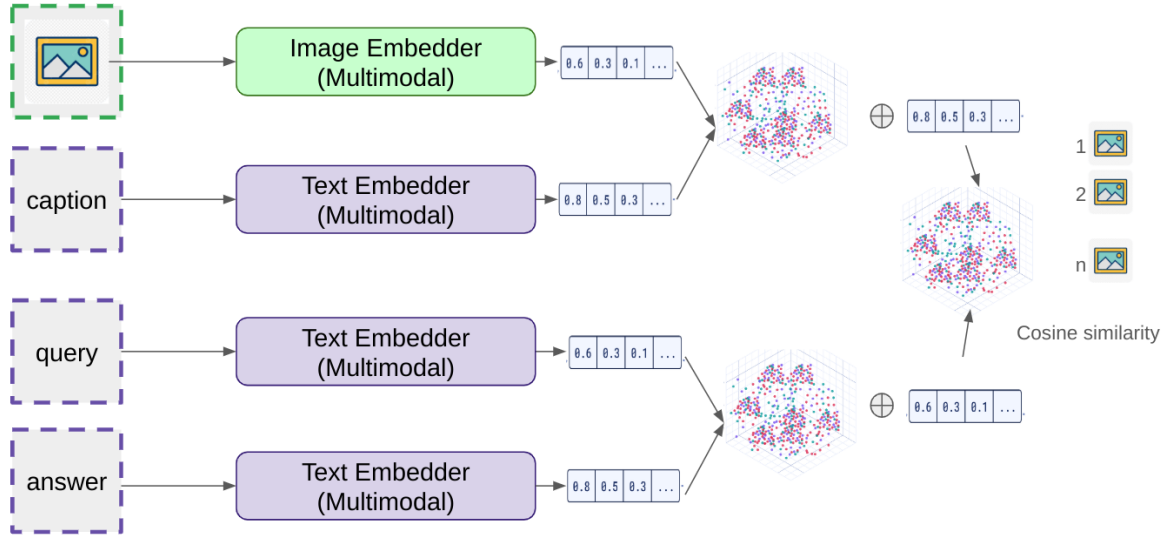 Image Embedder
(Multimodal)
0.6 0.3 0.1 ...
0.8 0.5 0.3 ...
1
caption
Text Embedder
(Multimodal)
0.8 0.5 0.3 ...
2
n
query
Text Embedder
(Multimodal)
0.6 0.3 0.1 ...
Cosine similarity
0.6 0.3 0.1 ...
answer
Text Embedder
(Multimodal)
0.8 0.5 0.3 ...